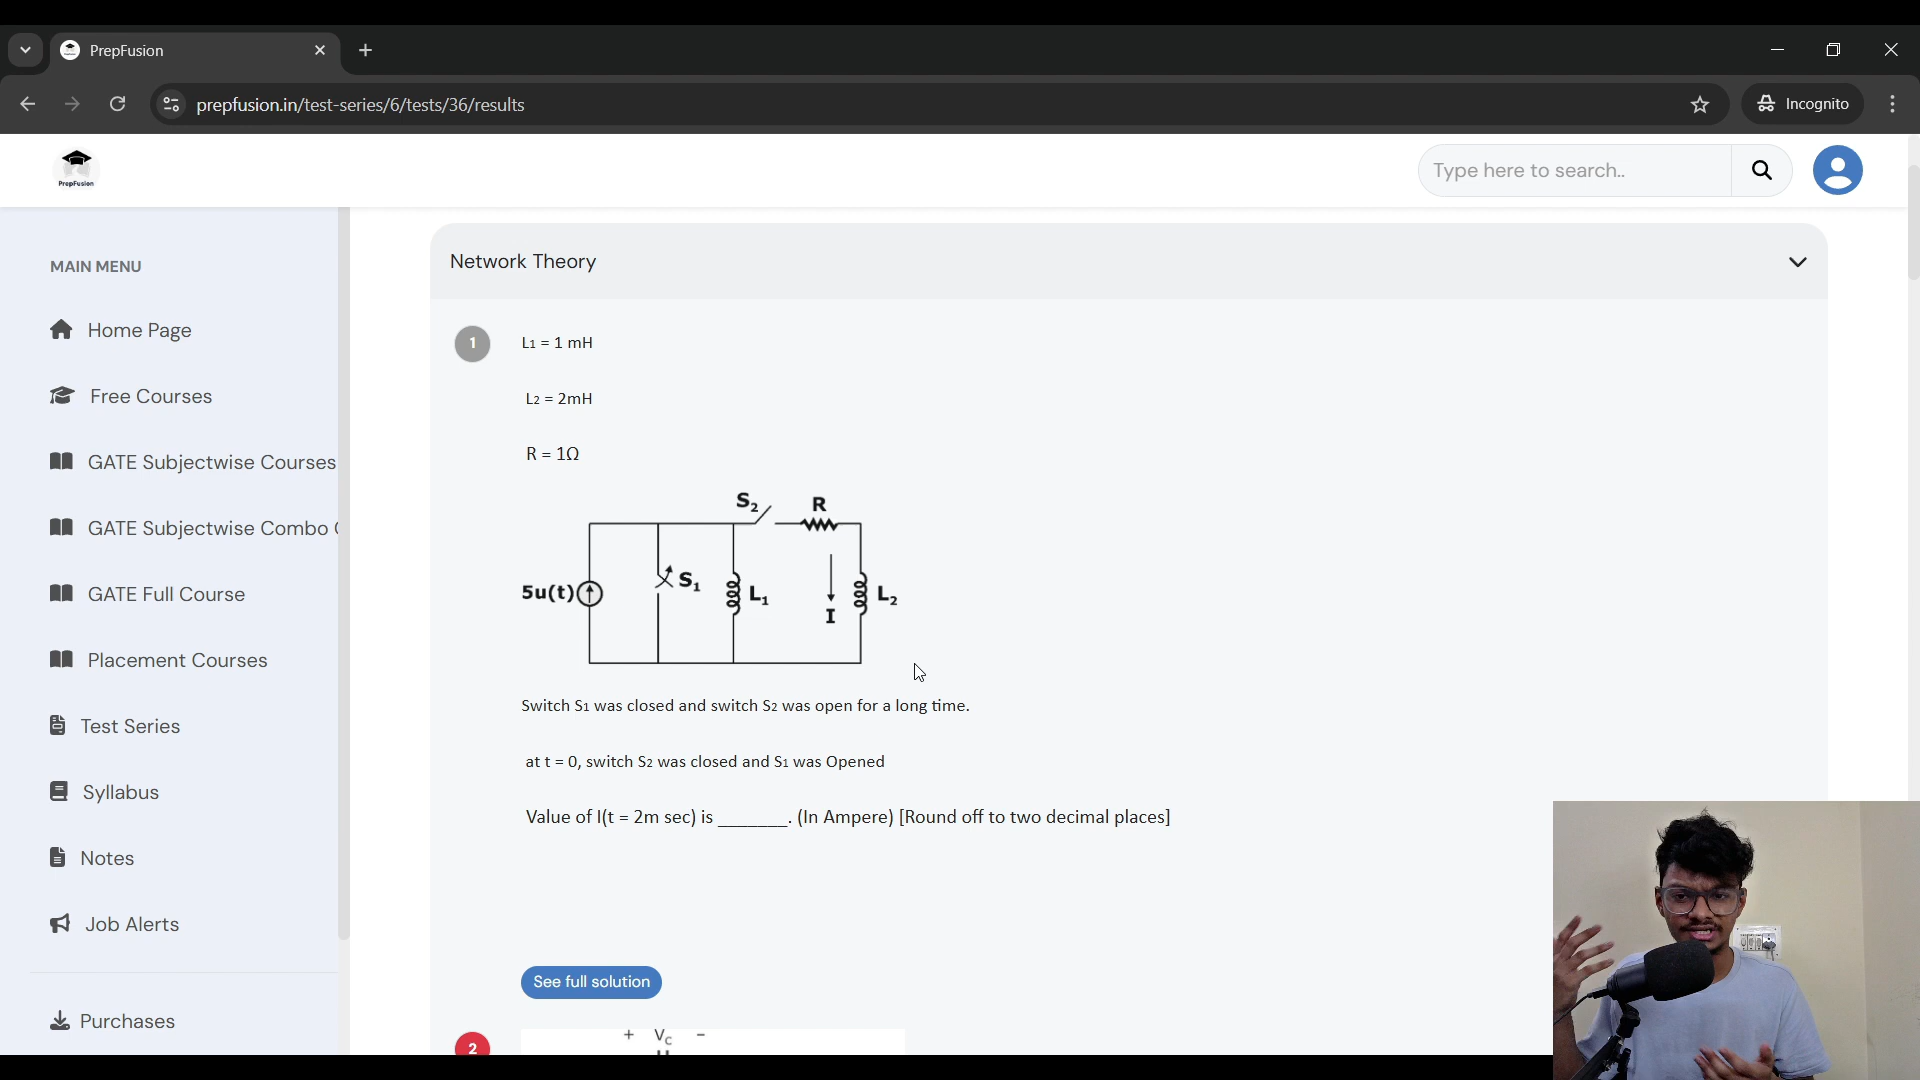 PrepFusion
prepfusion.in/test-series/6/tests/36/results
Incognito
PrepFusion
Type here to search..
MAIN MENU
Home Page
Free Courses
GATE Subjectwise Courses
GATE Subjectwise Combo
GATE Full Course
Placement Courses
Test Series
Syllabus
Notes
Job Alerts
Purchases
Network Theory
1
L1 = 1 mH
L2 = 2mH
R = 1Ω
S2 R
5u(t) S1 L1 I L2
Switch S1 was closed and switch S2 was open for a long time.
at t = 0, switch S2 was closed and S1 was Opened
Value of I(t = 2m sec) is _______. (In Ampere) [Round off to two decimal places]
See full solution
2
+ VC -